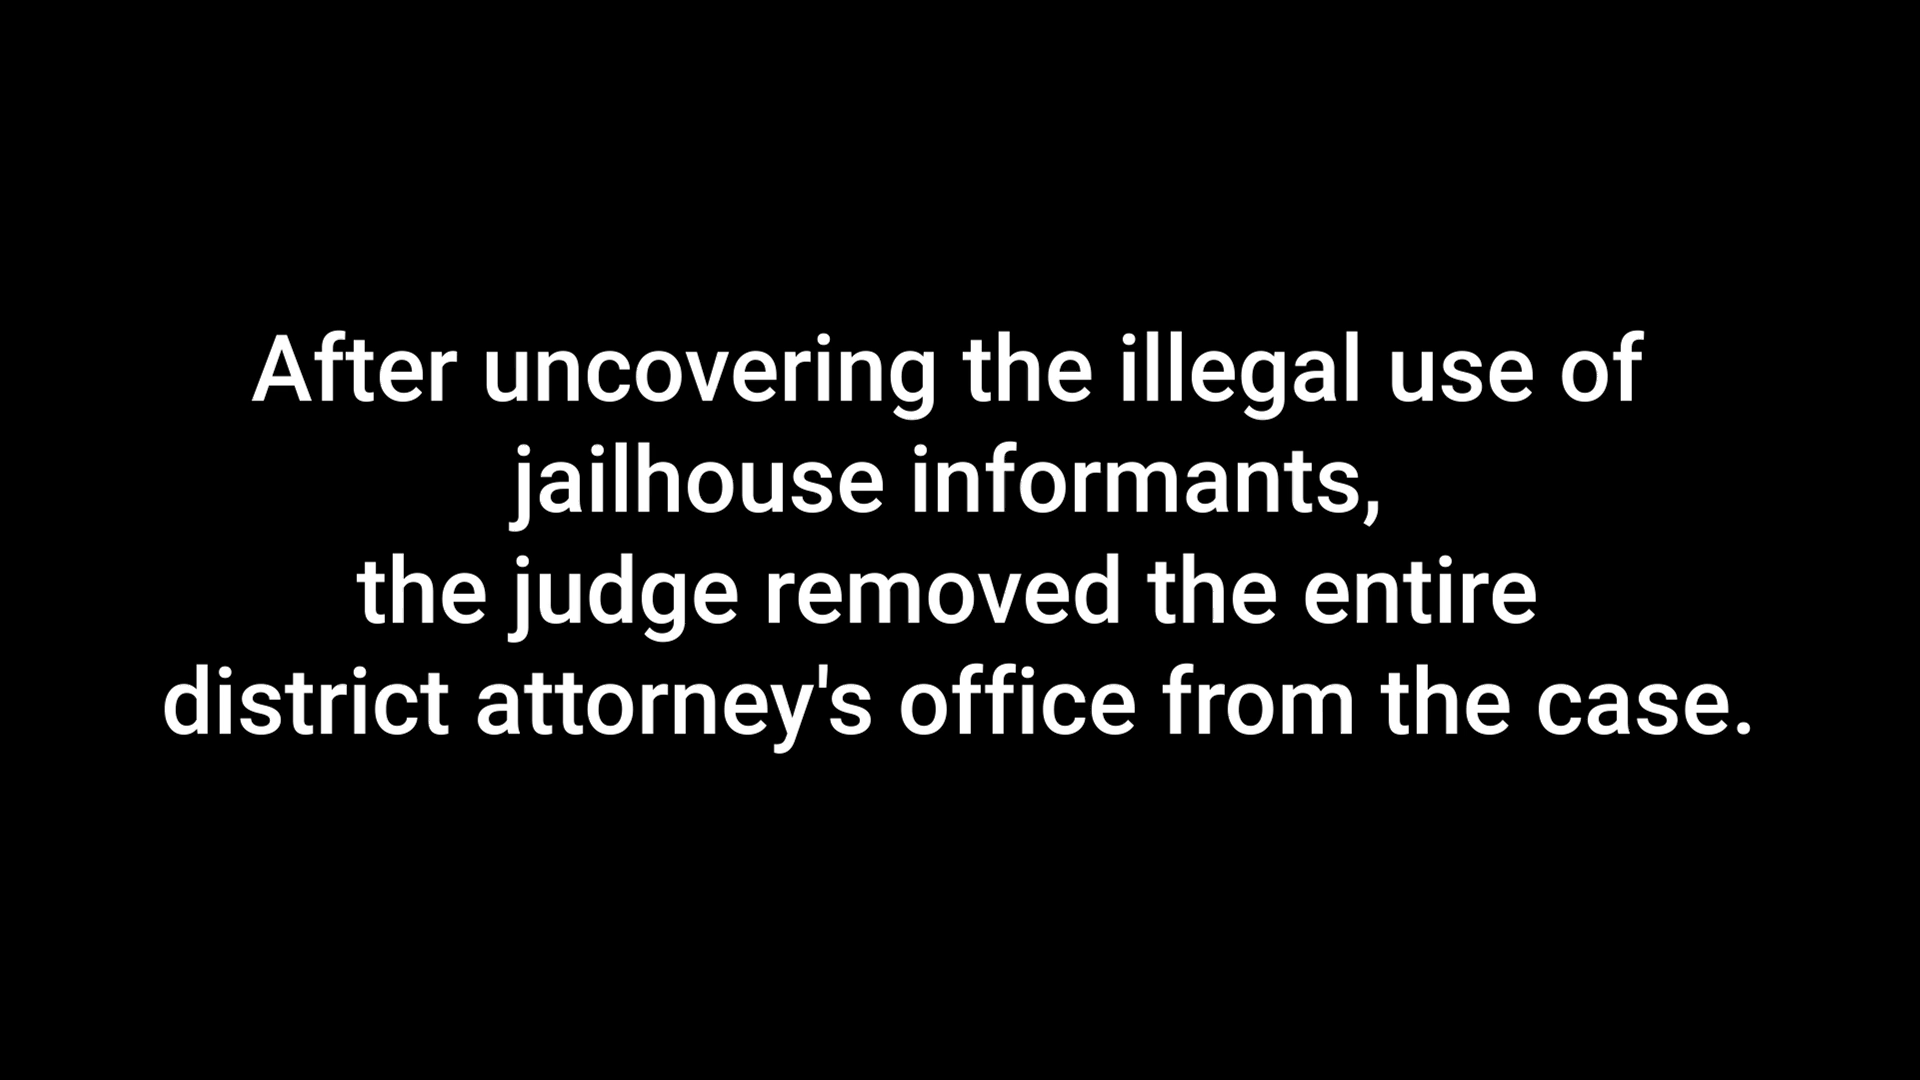 After uncovering the illegal use of
jailhouse informants,
the judge removed the entire
district attorney's office from the case.